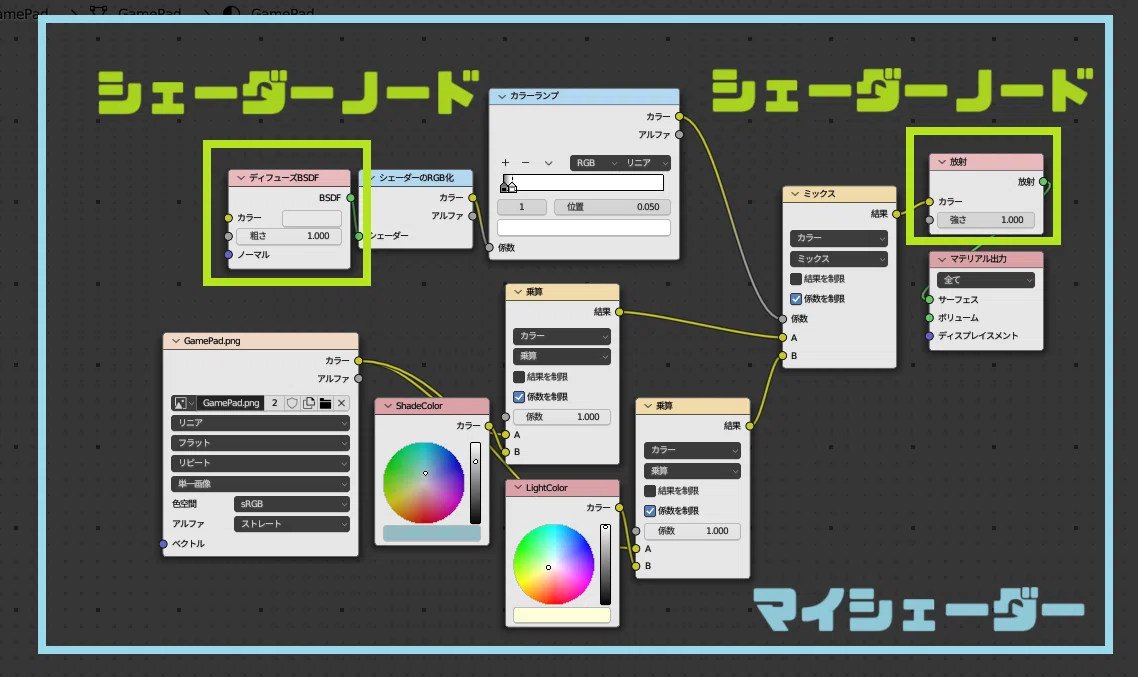 GamePad
GamePad
シェーダーノード
シェーダーノード
カラーランプ
カラー
アルファ
+ −
RGB
リニア
1
位置 0.050
係数
ディフューズBSDF
BSDF
カラー
粗さ 1.000
ノーマル
シェーダーのRGB化
カラー
アルファ
シェーダー
ミックス
結果
カラー
ミックス
結果を制限
係数を制限
係数
A
B
放射
放射
カラー
強さ 1.000
マテリアル出力
全て
サーフェス
ボリューム
ディスプレイスメント
乗算
結果
カラー
乗算
結果を制限
係数を制限
係数 1.000
A
B
GamePad.png
カラー
アルファ
GamePad.png 2
リニア
フラット
リピート
単一画像
色空間 sRGB
アルファ ストレート
ベクトル
ShadeColor
カラー
LightColor
カラー
乗算
結果
カラー
乗算
結果を制限
係数を制限
係数 1.000
A
B
マイシェーダー